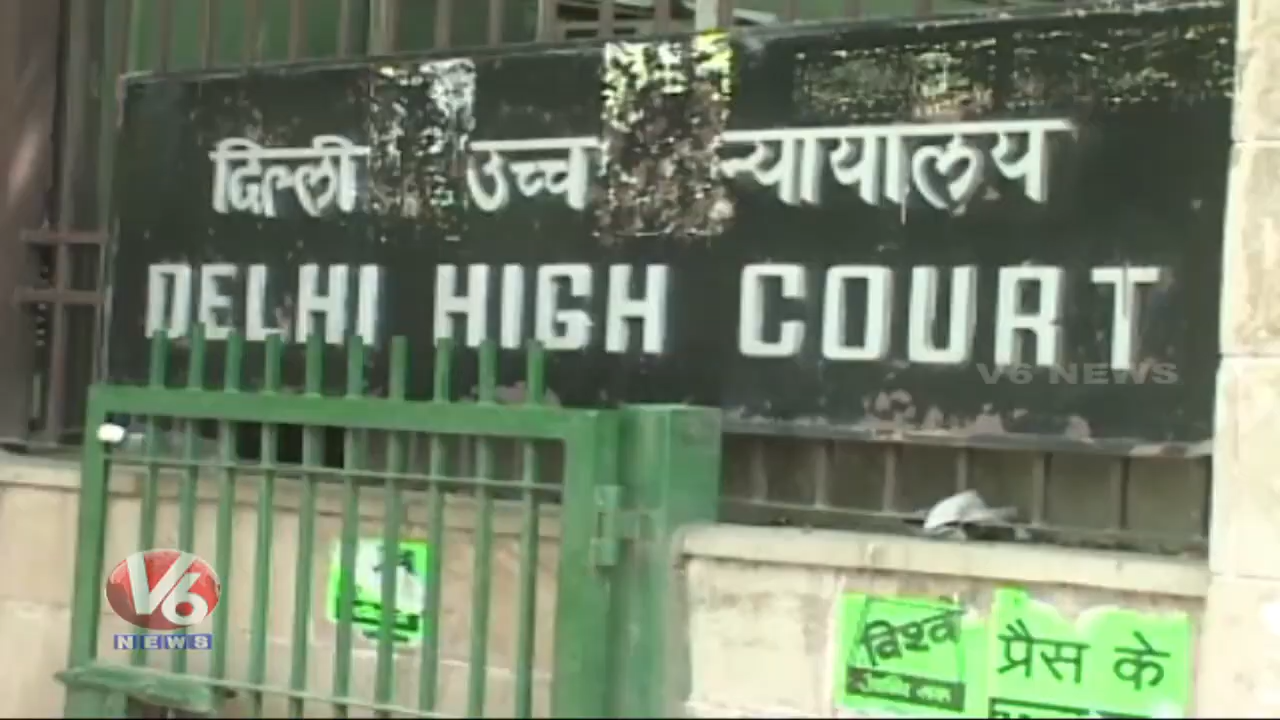 दिल्ली उच्च न्यायालय
DELHI HIGH COURT
V6 NEWS
V6
NEWS
विश्व
प्रैस के